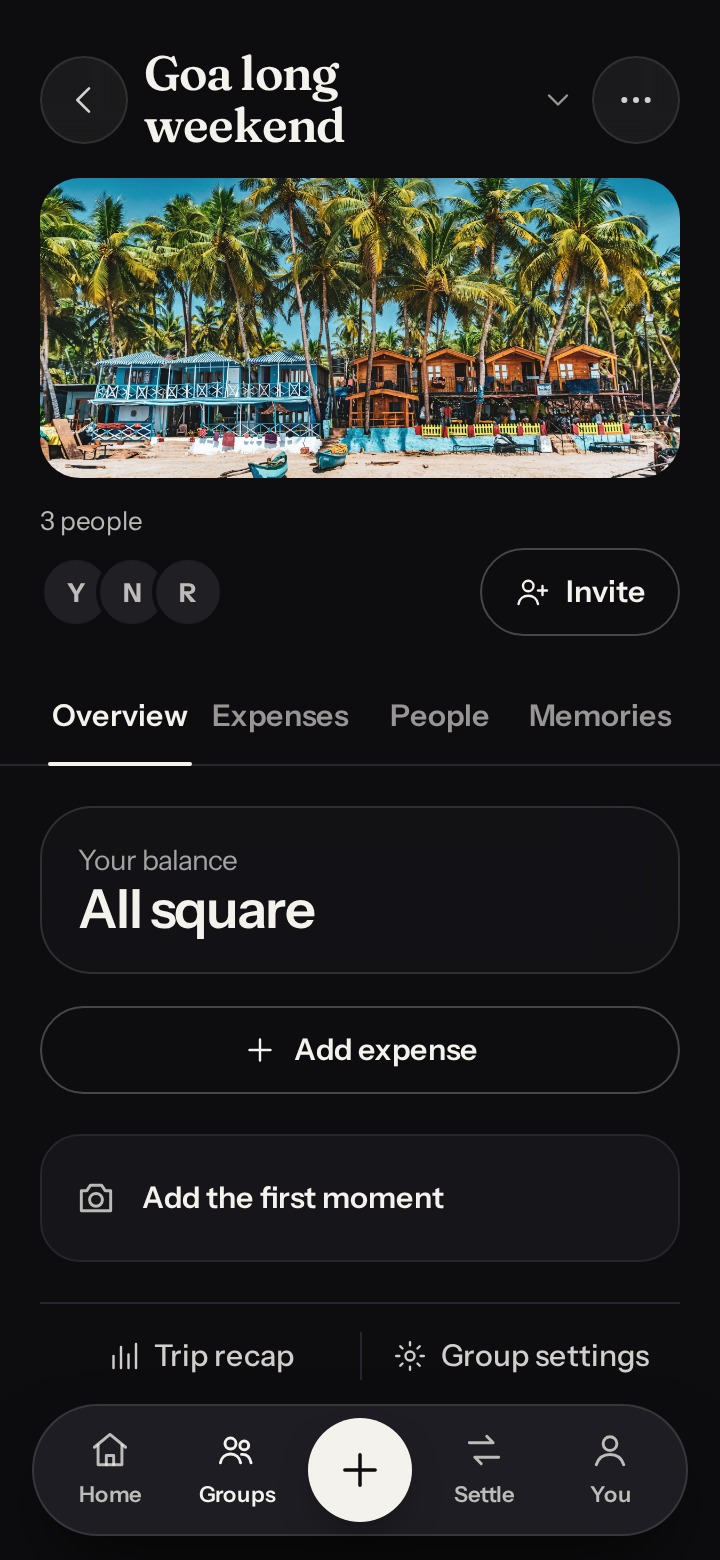 Goa long
weekend
3 people
Y N R
Invite
Overview Expenses People Memories
Your balance
All square
Add expense
Add the first moment
Trip recap Group settings
Home Groups Settle You